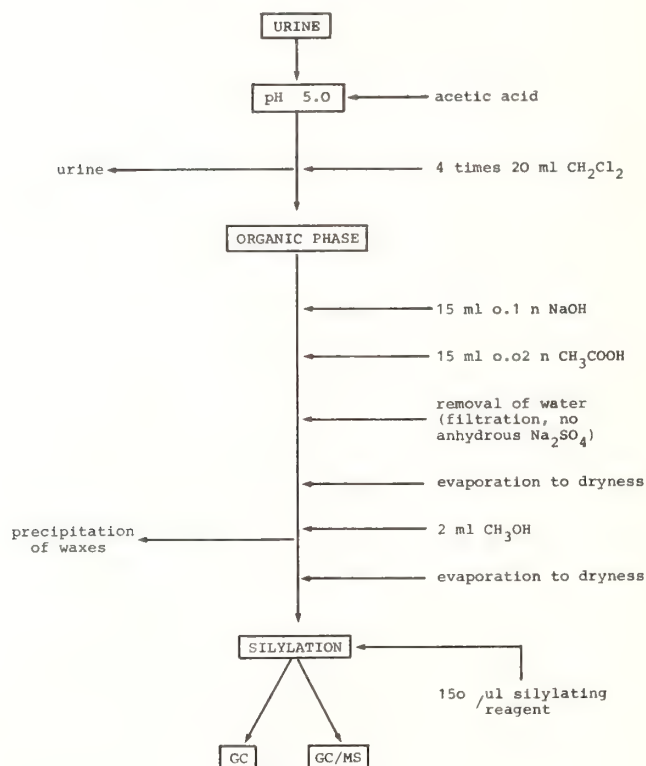 URINE
pH 5.0
acetic acid
urine
4 times 20 ml CH₂Cl₂
ORGANIC PHASE
15 ml o.1 n NaOH
15 ml o.o2 n CH₃COOH
removal of water
(filtration, no
anhydrous Na₂SO₄)
evaporation to dryness
2 ml CH₃OH
precipitation
of waxes
evaporation to dryness
SILYLATION
15o /ul silylating
reagent
GC
GC/MS